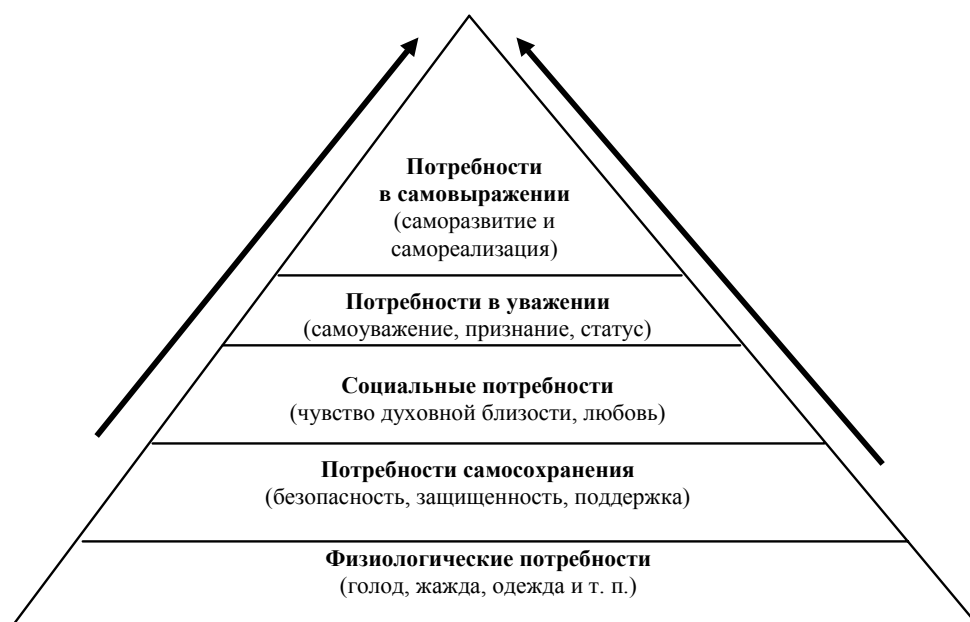 Потребности
в самовыражении
(саморазвитие и
самореализация)
Потребности в уважении
(самоуважение, признание, статус)
Социальные потребности
(чувство духовной близости, любовь)
Потребности самосохранения
(безопасность, защищенность, поддержка)
Физиологические потребности
(голод, жажда, одежда и т. п.)